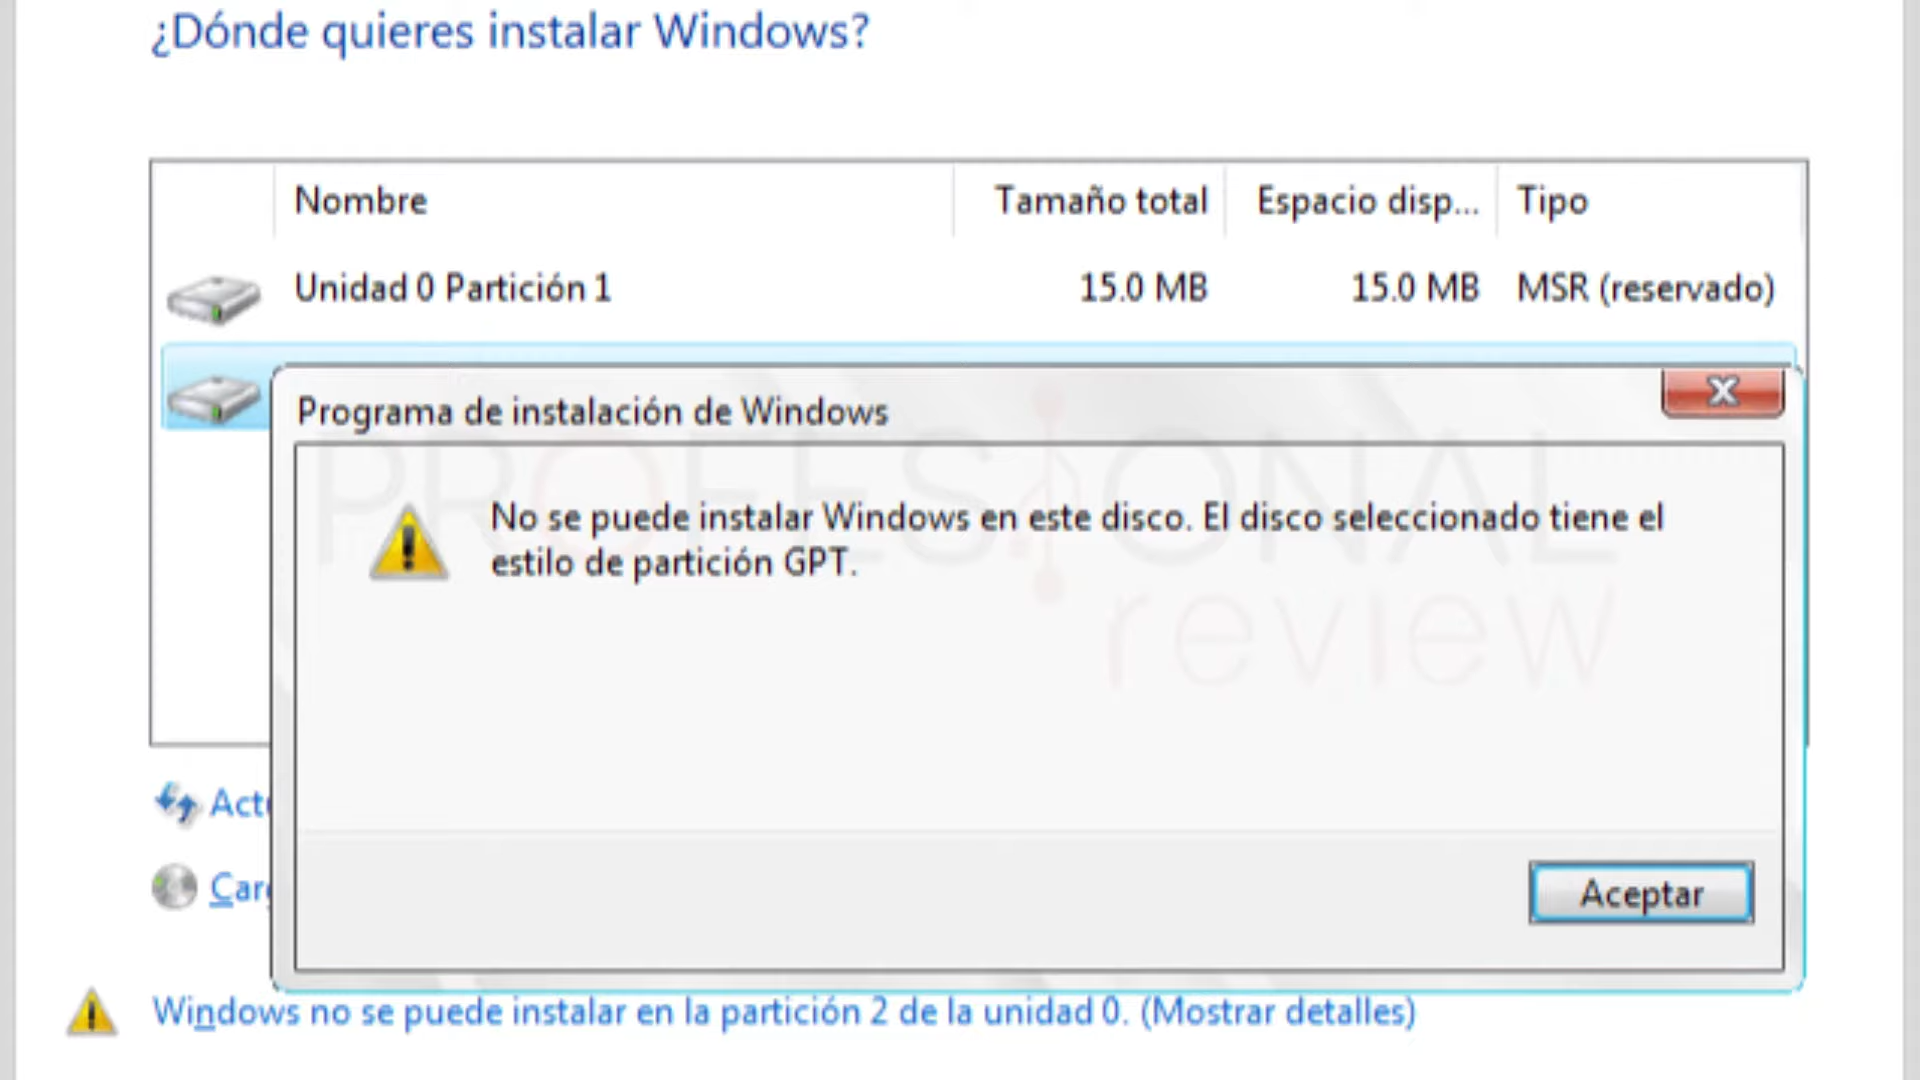 ¿Dónde quieres instalar Windows?
Nombre Tamaño total Espacio disp... Tipo
Unidad 0 Partición 1 15.0 MB 15.0 MB MSR (reservado)
Programa de instalación de Windows
No se puede instalar Windows en este disco. El disco seleccionado tiene el
estilo de partición GPT.
PROFESIONAL
review
Aceptar
Windows no se puede instalar en la partición 2 de la unidad 0. (Mostrar detalles)